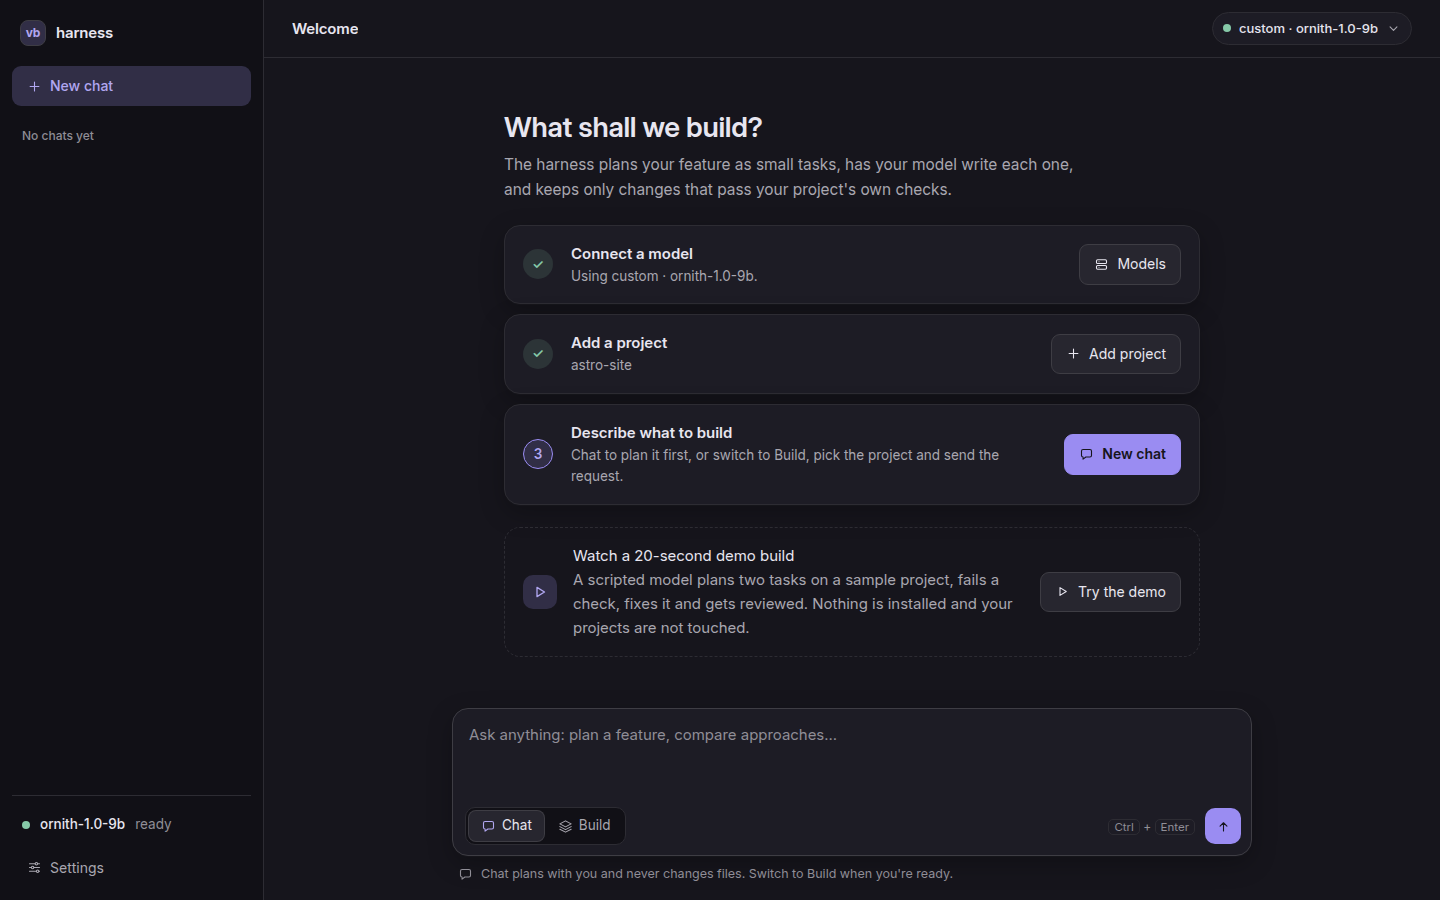 vb harness
New chat
No chats yet
ornith-1.0-9b ready
Settings
Welcome
custom · ornith-1.0-9b
What shall we build?
The harness plans your feature as small tasks, has your model write each one,
and keeps only changes that pass your project's own checks.
Connect a model
Using custom · ornith-1.0-9b.
Models
Add a project
astro-site
Add project
3
Describe what to build
Chat to plan it first, or switch to Build, pick the project and send the
request.
New chat
Watch a 20-second demo build
A scripted model plans two tasks on a sample project, fails a
check, fixes it and gets reviewed. Nothing is installed and your
projects are not touched.
Try the demo
Ask anything: plan a feature, compare approaches...
Chat Build
Ctrl + Enter
Chat plans with you and never changes files. Switch to Build when you're ready.